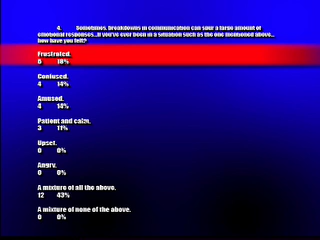 4. Sometimes, breakdowns in communication can sour a large amount of
emotional responses...If you've ever been in a situation such as the one mentioned above...
how have you felt?
Frustrated.
5 18%
Confused.
4 14%
Amused.
4 14%
Patient and calm.
3 11%
Upset.
0 0%
Angry.
0 0%
A mixture of all the above.
12 43%
A mixture of none of the above.
0 0%